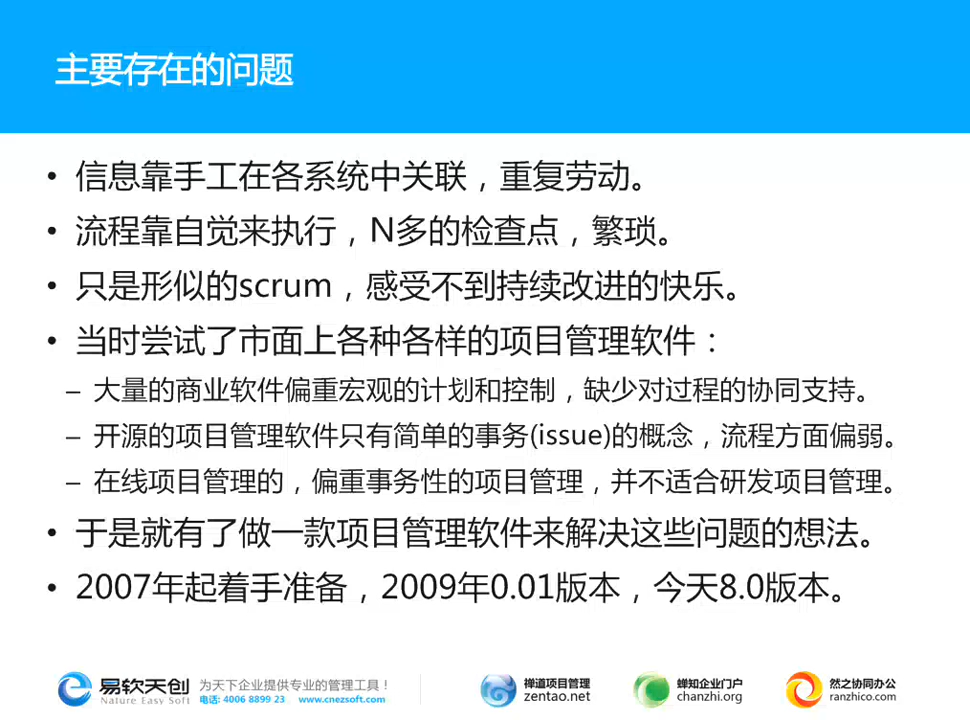 主要存在的问题
• 信息靠手工在各系统中关联，重复劳动。
• 流程靠自觉来执行，N多的检查点，繁琐。
• 只是形似的scrum，感受不到持续改进的快乐。
• 当时尝试了市面上各种各样的项目管理软件：
– 大量的商业软件偏重宏观的计划和控制，缺少对过程的协同支持。
– 开源的项目管理软件只有简单的事务(issue)的概念，流程方面偏弱。
– 在线项目管理的，偏重事务性的项目管理，并不适合研发项目管理。
• 于是就有了做一款项目管理软件来解决这些问题的想法。
• 2007年起着手准备，2009年0.01版本，今天8.0版本。
易软天创
Nature Easy Soft
为天下企业提供专业的管理工具！
电话: 4006 8899 23 www.cnezsoft.com
禅道项目管理
zentao.net
蝉知企业门户
chanzhi.org
然之协同办公
ranzhico.com